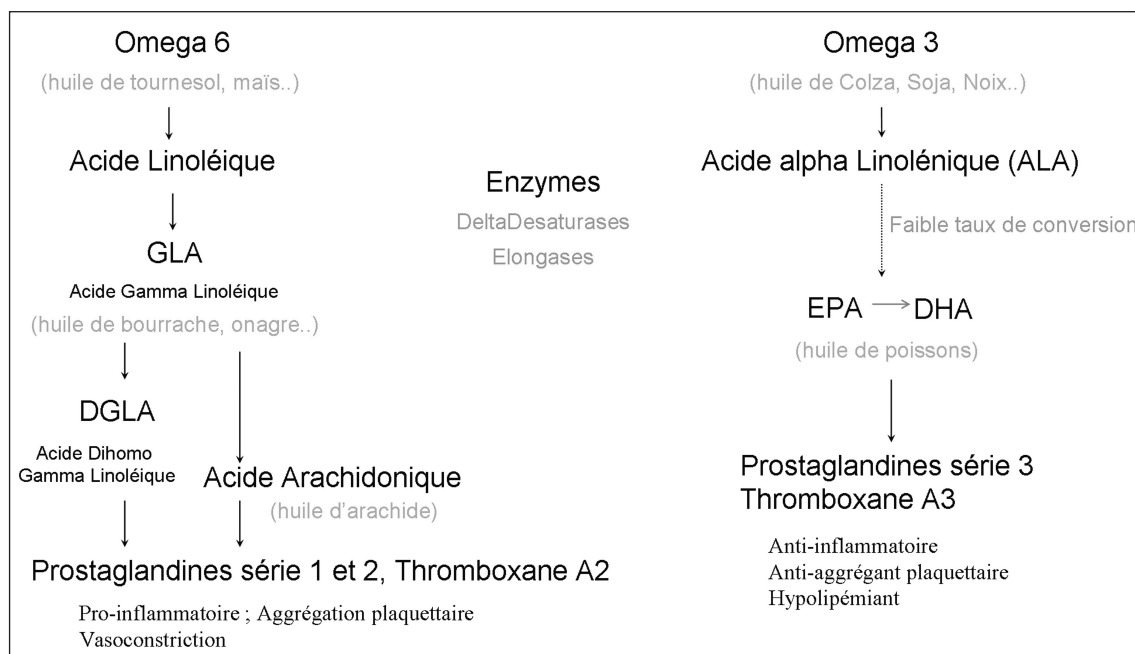 Omega 6
(huile de tournesol, maïs..)
Acide Linoléique
GLA
Acide Gamma Linoléique
(huile de bourrache, onagre..)
DGLA
Acide Dihomo
Gamma Linoléique
Acide Arachidonique
(huile d'arachide)
Prostaglandines série 1 et 2, Thromboxane A2
Pro-inflammatoire ; Aggrégation plaquettaire
Vasoconstriction
Enzymes
DeltaDesaturases
Elongases
Omega 3
(huile de Colza, Soja, Noix..)
Acide alpha Linolénique (ALA)
Faible taux de conversion
EPA DHA
(huile de poissons)
Prostaglandines série 3
Thromboxane A3
Anti-inflammatoire
Anti-aggrégant plaquettaire
Hypolipémiant